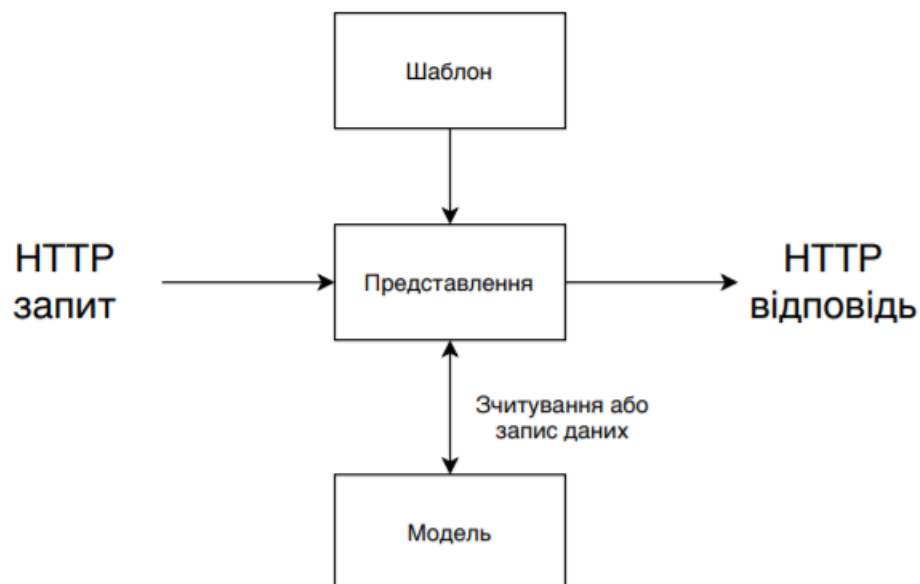 Шаблон
HTTP
запит
Представлення
HTTP
відповідь
Зчитування або
запис даних
Модель